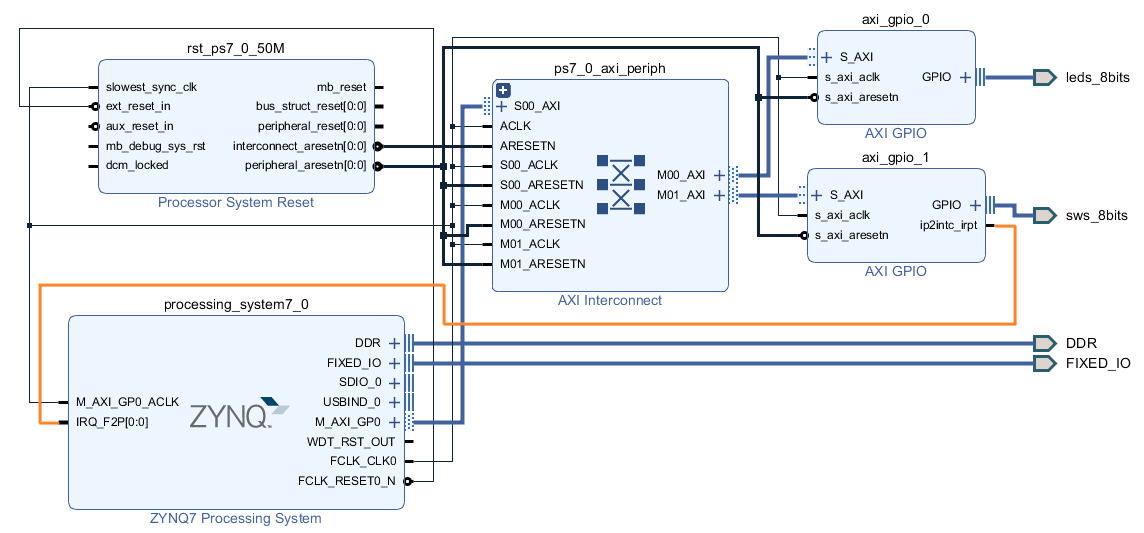 rst_ps7_0_50M
slowest_sync_clk
ext_reset_in
aux_reset_in
mb_debug_sys_rst
dcm_locked
mb_reset
bus_struct_reset[0:0]
peripheral_reset[0:0]
interconnect_aresetn[0:0]
peripheral_aresetn[0:0]
Processor System Reset
ps7_0_axi_periph
S00_AXI
ACLK
ARESETN
S00_ACLK
S00_ARESETN
M00_ACLK
M00_ARESETN
M01_ACLK
M01_ARESETN
M00_AXI
M01_AXI
AXI Interconnect
axi_gpio_0
S_AXI
s_axi_aclk
s_axi_aresetn
GPIO
AXI GPIO
leds_8bits
axi_gpio_1
S_AXI
s_axi_aclk
s_axi_aresetn
GPIO
ip2intc_irpt
AXI GPIO
sws_8bits
processing_system7_0
M_AXI_GP0_ACLK
IRQ_F2P[0:0]
ZYNQ
DDR
FIXED_IO
SDIO_0
USBIND_0
M_AXI_GP0
WDT_RST_OUT
FCLK_CLK0
FCLK_RESET0_N
ZYNQ7 Processing System
DDR
FIXED_IO